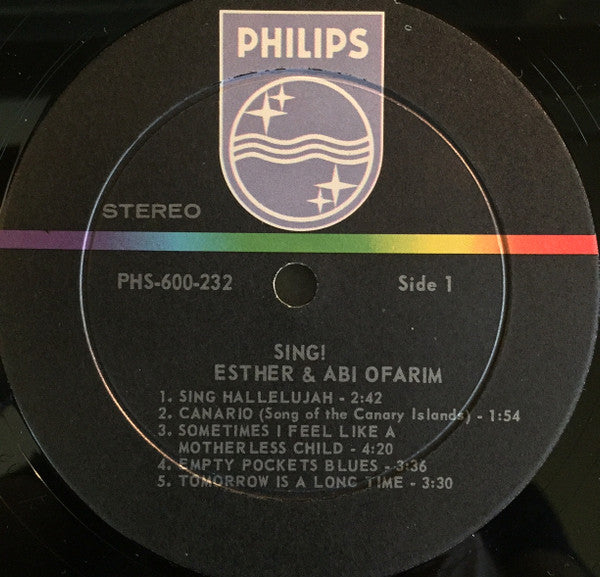 PHILIPS
STEREO
PHS-600-232 Side 1
SING!
ESTHER & ABI OFARIM
1. SING HALLELUJAH - 2:42
2. CANARIO (Song of the Canary Islands) - 1:54
3. SOMETIMES I FEEL LIKE A
MOTHERLESS CHILD - 4:20
4. EMPTY POCKETS BLUES - 3:36
5. TOMORROW IS A LONG TIME - 3:30